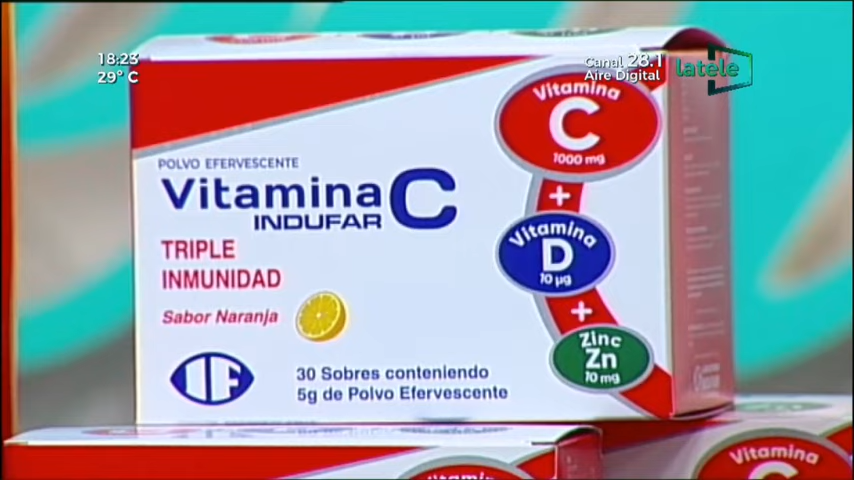 18:23
29° C
Canal 28.1
Aire Digital
latele
POLVO EFERVESCENTE
Vitamina C
INDUFAR
TRIPLE
INMUNIDAD
Sabor Naranja
30 Sobres conteniendo
5g de Polvo Efervescente
Vitamina
C
1000 mg
+
Vitamina
D
10 µg
+
Zinc
Zn
10 mg
Vitamina
Vitamina
C